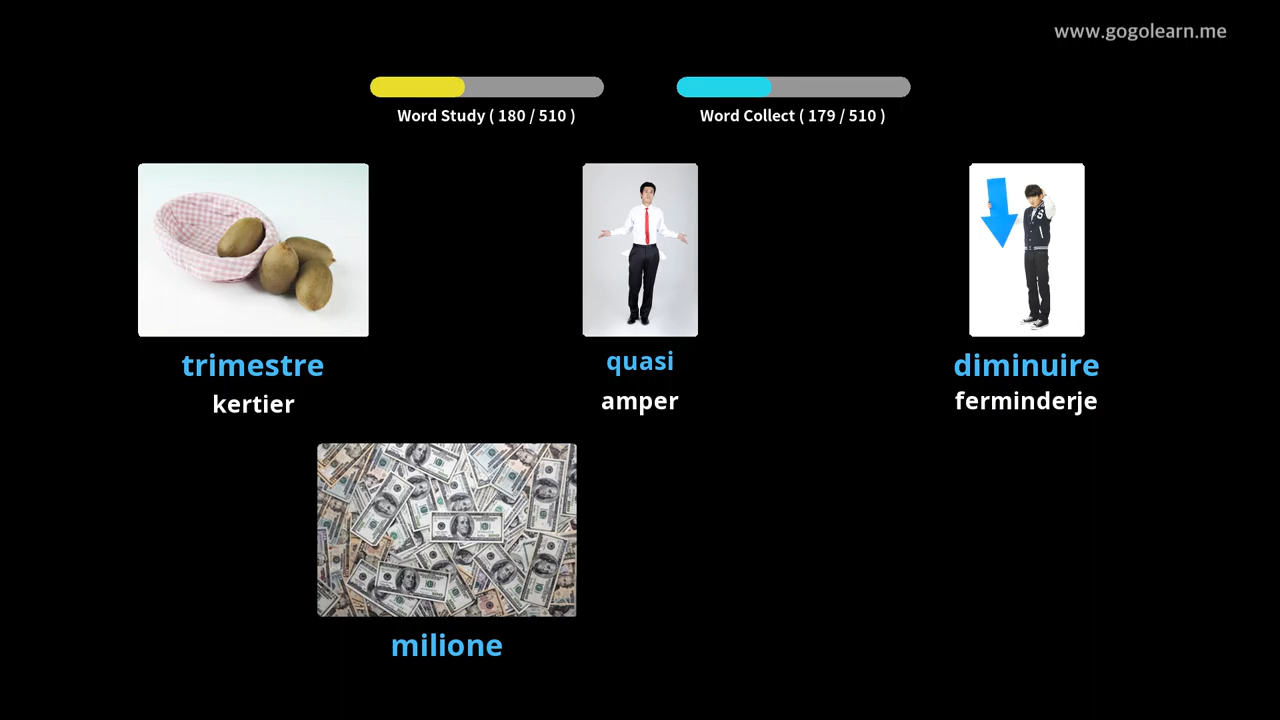 www.gogolearn.me
Word Study ( 180 / 510 )
Word Collect ( 179 / 510 )
trimestre
kertier
quasi
amper
diminuire
ferminderje
milione